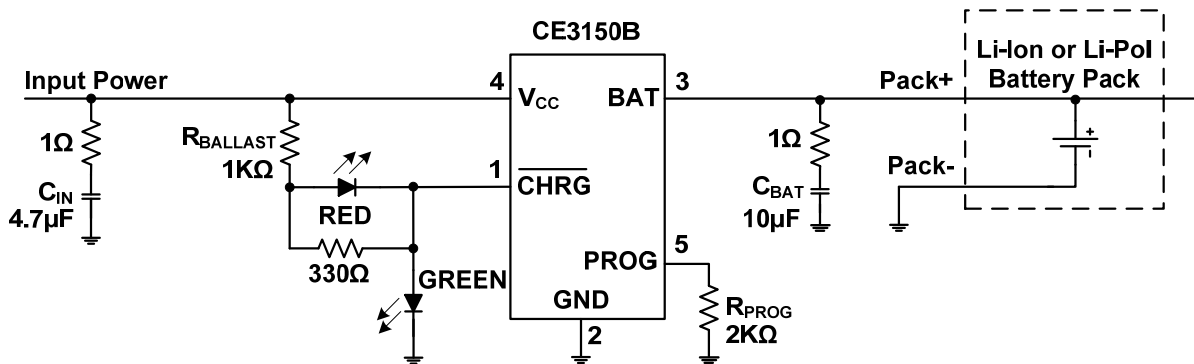 CE3150B
Li-Ion or Li-Pol
Battery Pack
Input Power
4
3
Pack+
VCC
BAT
1Ω
RBALLAST
1KΩ
1Ω
1
CHRG
Pack-
CIN
4.7µF
RED
CBAT
10µF
330Ω
GREEN
PROG
5
GND
2
RPROG
2KΩ